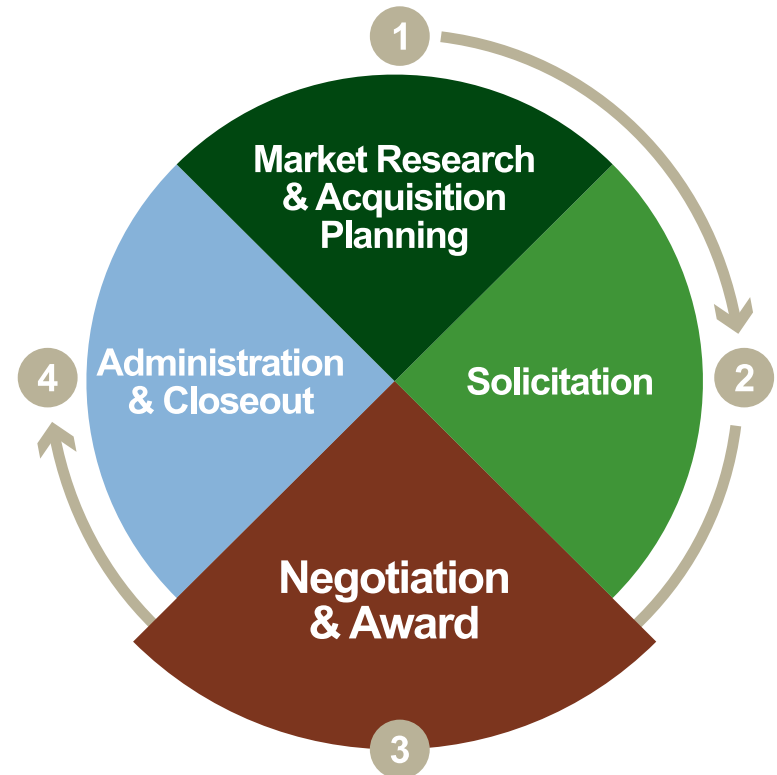 1
Market Research
& Acquisition
Planning
Solicitation
2
Negotiation
& Award
3
Administration
& Closeout
4